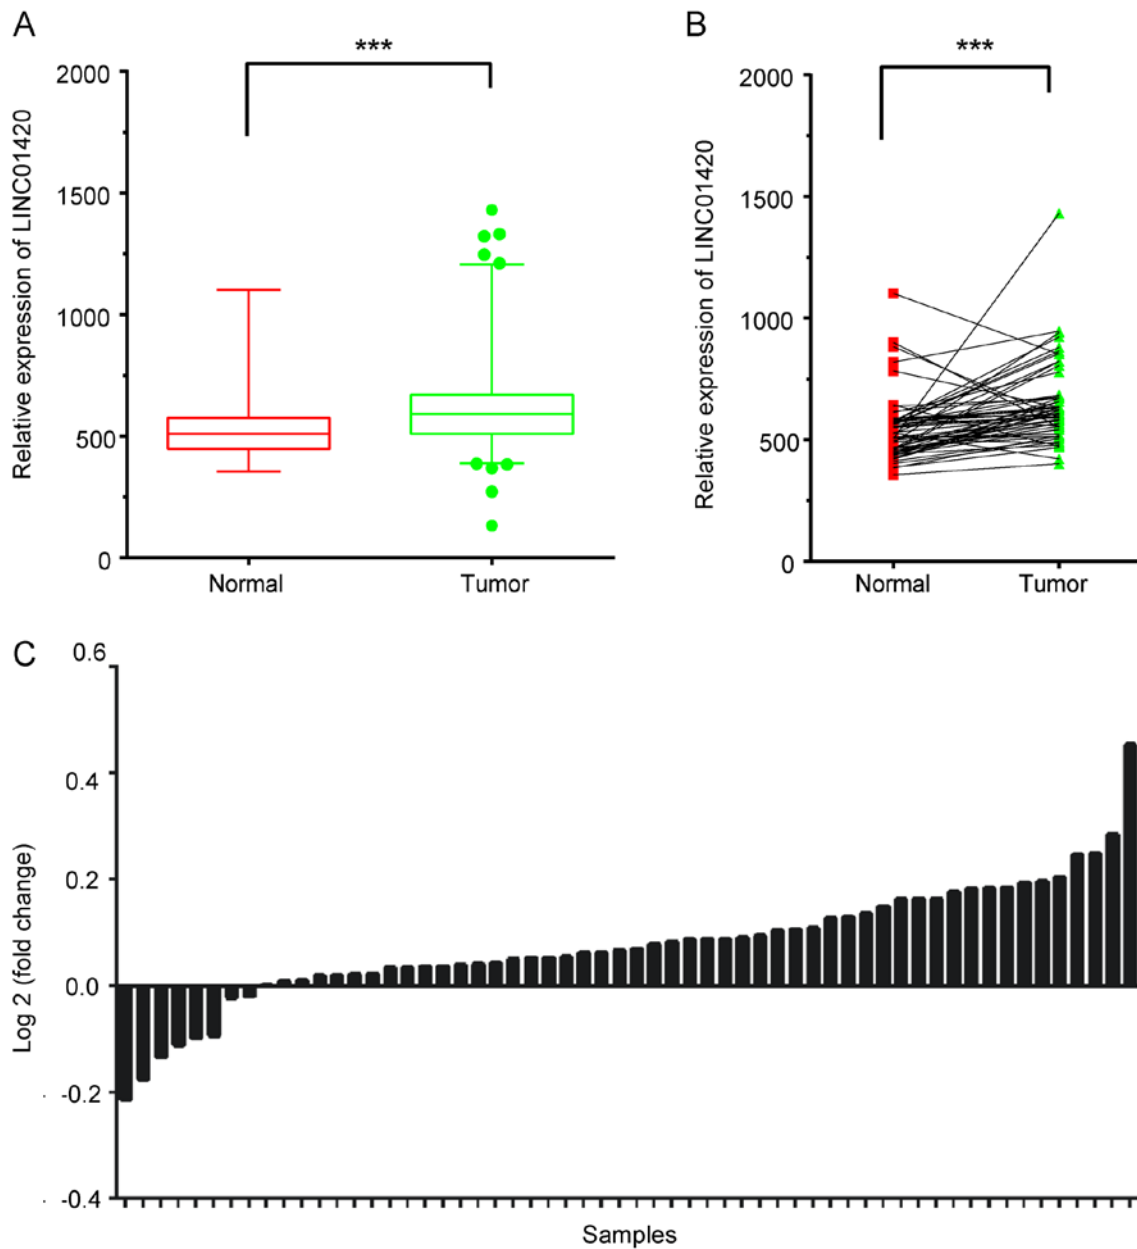 A
***
2000
1500
1000
500
0
Relative expression of LINC01420
Normal
Tumor
B
***
2000
1500
1000
500
0
Relative expression of LINC01420
Normal
Tumor
C
0.6
0.4
0.2
0.0
-0.2
-0.4
Log 2 (fold change)
Samples